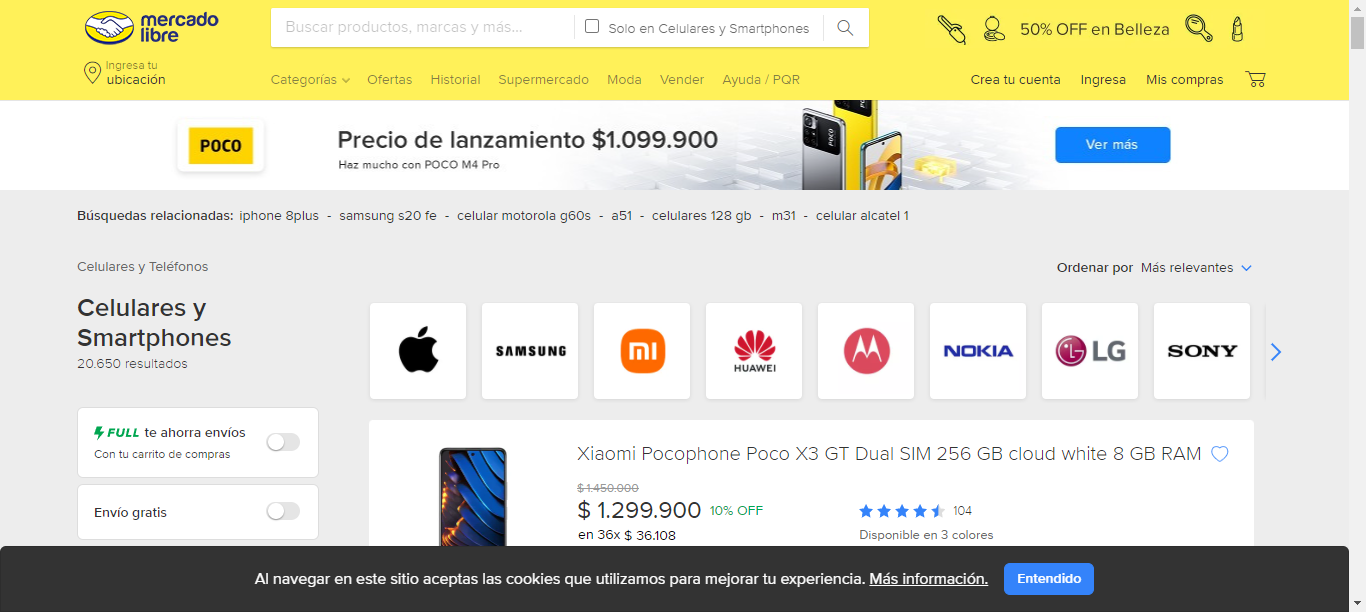 mercado
libre
Buscar productos, marcas y más...
Solo en Celulares y Smartphones
50% OFF en Belleza
Ingresa tu
ubicación
Categorías
Ofertas
Historial
Supermercado
Moda
Vender
Ayuda / PQR
Crea tu cuenta
Ingresa
Mis compras
POCO
Precio de lanzamiento $1.099.900
Haz mucho con POCO M4 Pro
POCO
Ver más
Búsquedas relacionadas: iphone 8plus - samsung s20 fe - celular motorola g60s - a51 - celulares 128 gb - m31 - celular alcatel 1
Celulares y Teléfonos
Ordenar por Más relevantes
Celulares y
Smartphones
20.650 resultados
SAMSUNG
HUAWEI
NOKIA
LG
SONY
FULL te ahorra envíos
Con tu carrito de compras
Envío gratis
Xiaomi Pocophone Poco X3 GT Dual SIM 256 GB cloud white 8 GB RAM
$ 1.450.000
$ 1.299.900 10% OFF
en 36x $ 36.108
104
Disponible en 3 colores
Al navegar en este sitio aceptas las cookies que utilizamos para mejorar tu experiencia. Más información.
Entendido